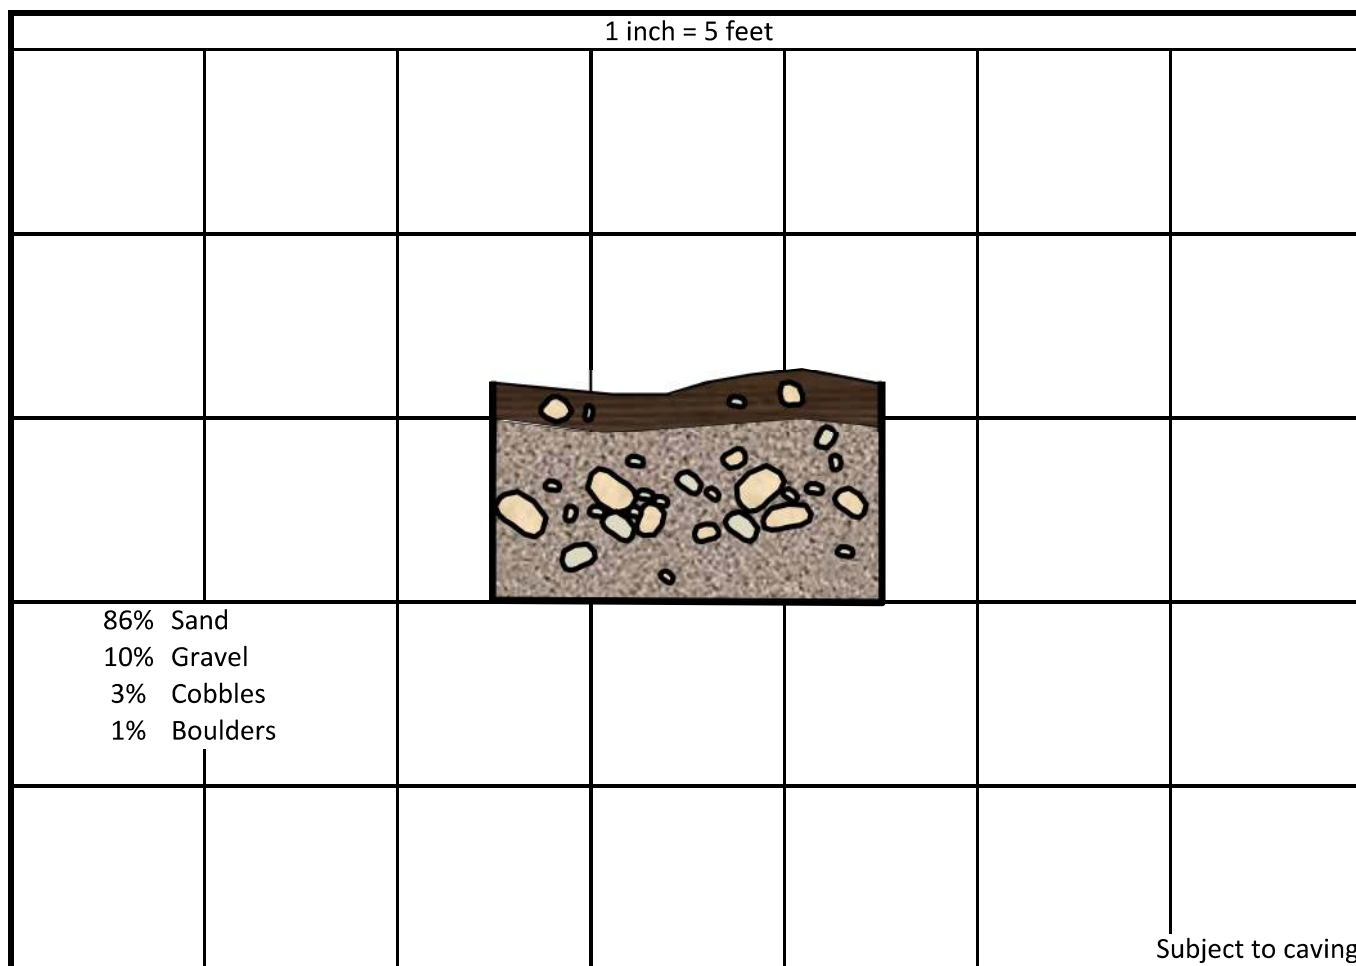 1 inch = 5 feet
86% Sand
10% Gravel
3% Cobbles
1% Boulders
Subject to caving